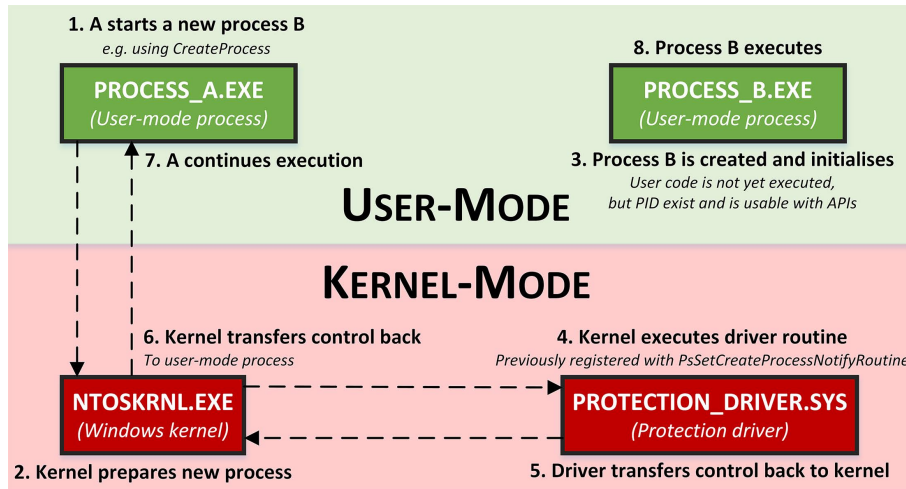 1. A starts a new process B
e.g. using CreateProcess
PROCESS_A.EXE
(User-mode process)
7. A continues execution
8. Process B executes
PROCESS_B.EXE
(User-mode process)
3. Process B is created and initialises
User code is not yet executed,
but PID exist and is usable with APIs
USER-MODE
KERNEL-MODE
6. Kernel transfers control back
To user-mode process
NTOSKRNL.EXE
(Windows kernel)
2. Kernel prepares new process
4. Kernel executes driver routine
Previously registered with PsSetCreateProcessNotifyRoutine
PROTECTION_DRIVER.SYS
(Protection driver)
5. Driver transfers control back to kernel